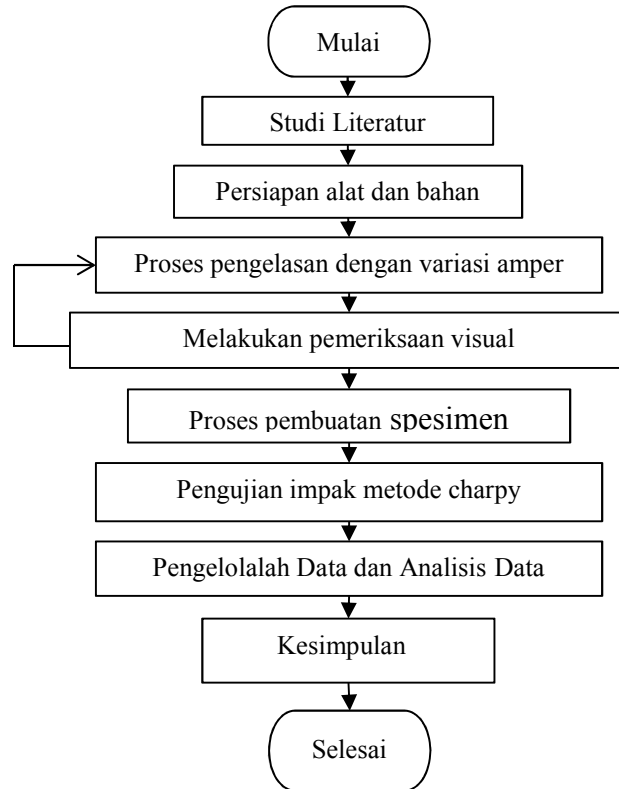 Mulai
Studi Literatur
Persiapan alat dan bahan
Proses pengelasan dengan variasi amper
Melakukan pemeriksaan visual
Proses pembuatan spesimen
Pengujian impak metode charpy
Pengelolalah Data dan Analisis Data
Kesimpulan
Selesai